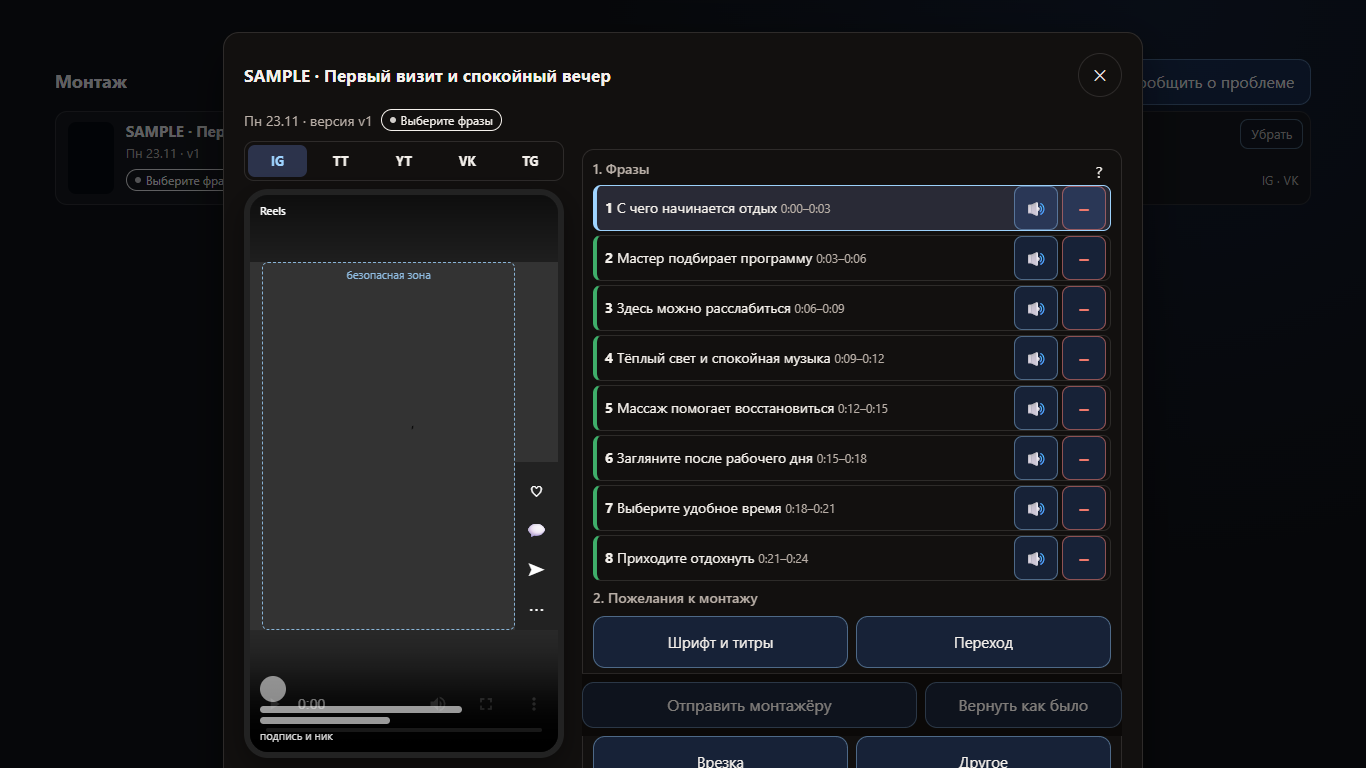 Монтаж
ообщить о проблеме
SAMPLE · Пер
Пн 23.11 · v1
Выберите фра
Убрать
IG · VK
SAMPLE · Первый визит и спокойный вечер
Пн 23.11 · версия v1
Выберите фразы
IG TT YT VK TG
Reels
безопасная зона
0:00
подпись и ник
1. Фразы ?
1 С чего начинается отдых 0:00–0:03
2 Мастер подбирает программу 0:03–0:06
3 Здесь можно расслабиться 0:06–0:09
4 Тёплый свет и спокойная музыка 0:09–0:12
5 Массаж помогает восстановиться 0:12–0:15
6 Загляните после рабочего дня 0:15–0:18
7 Выберите удобное время 0:18–0:21
8 Приходите отдохнуть 0:21–0:24
2. Пожелания к монтажу
Шрифт и титры
Переход
Отправить монтажёру
Вернуть как было
Врезка
Другое